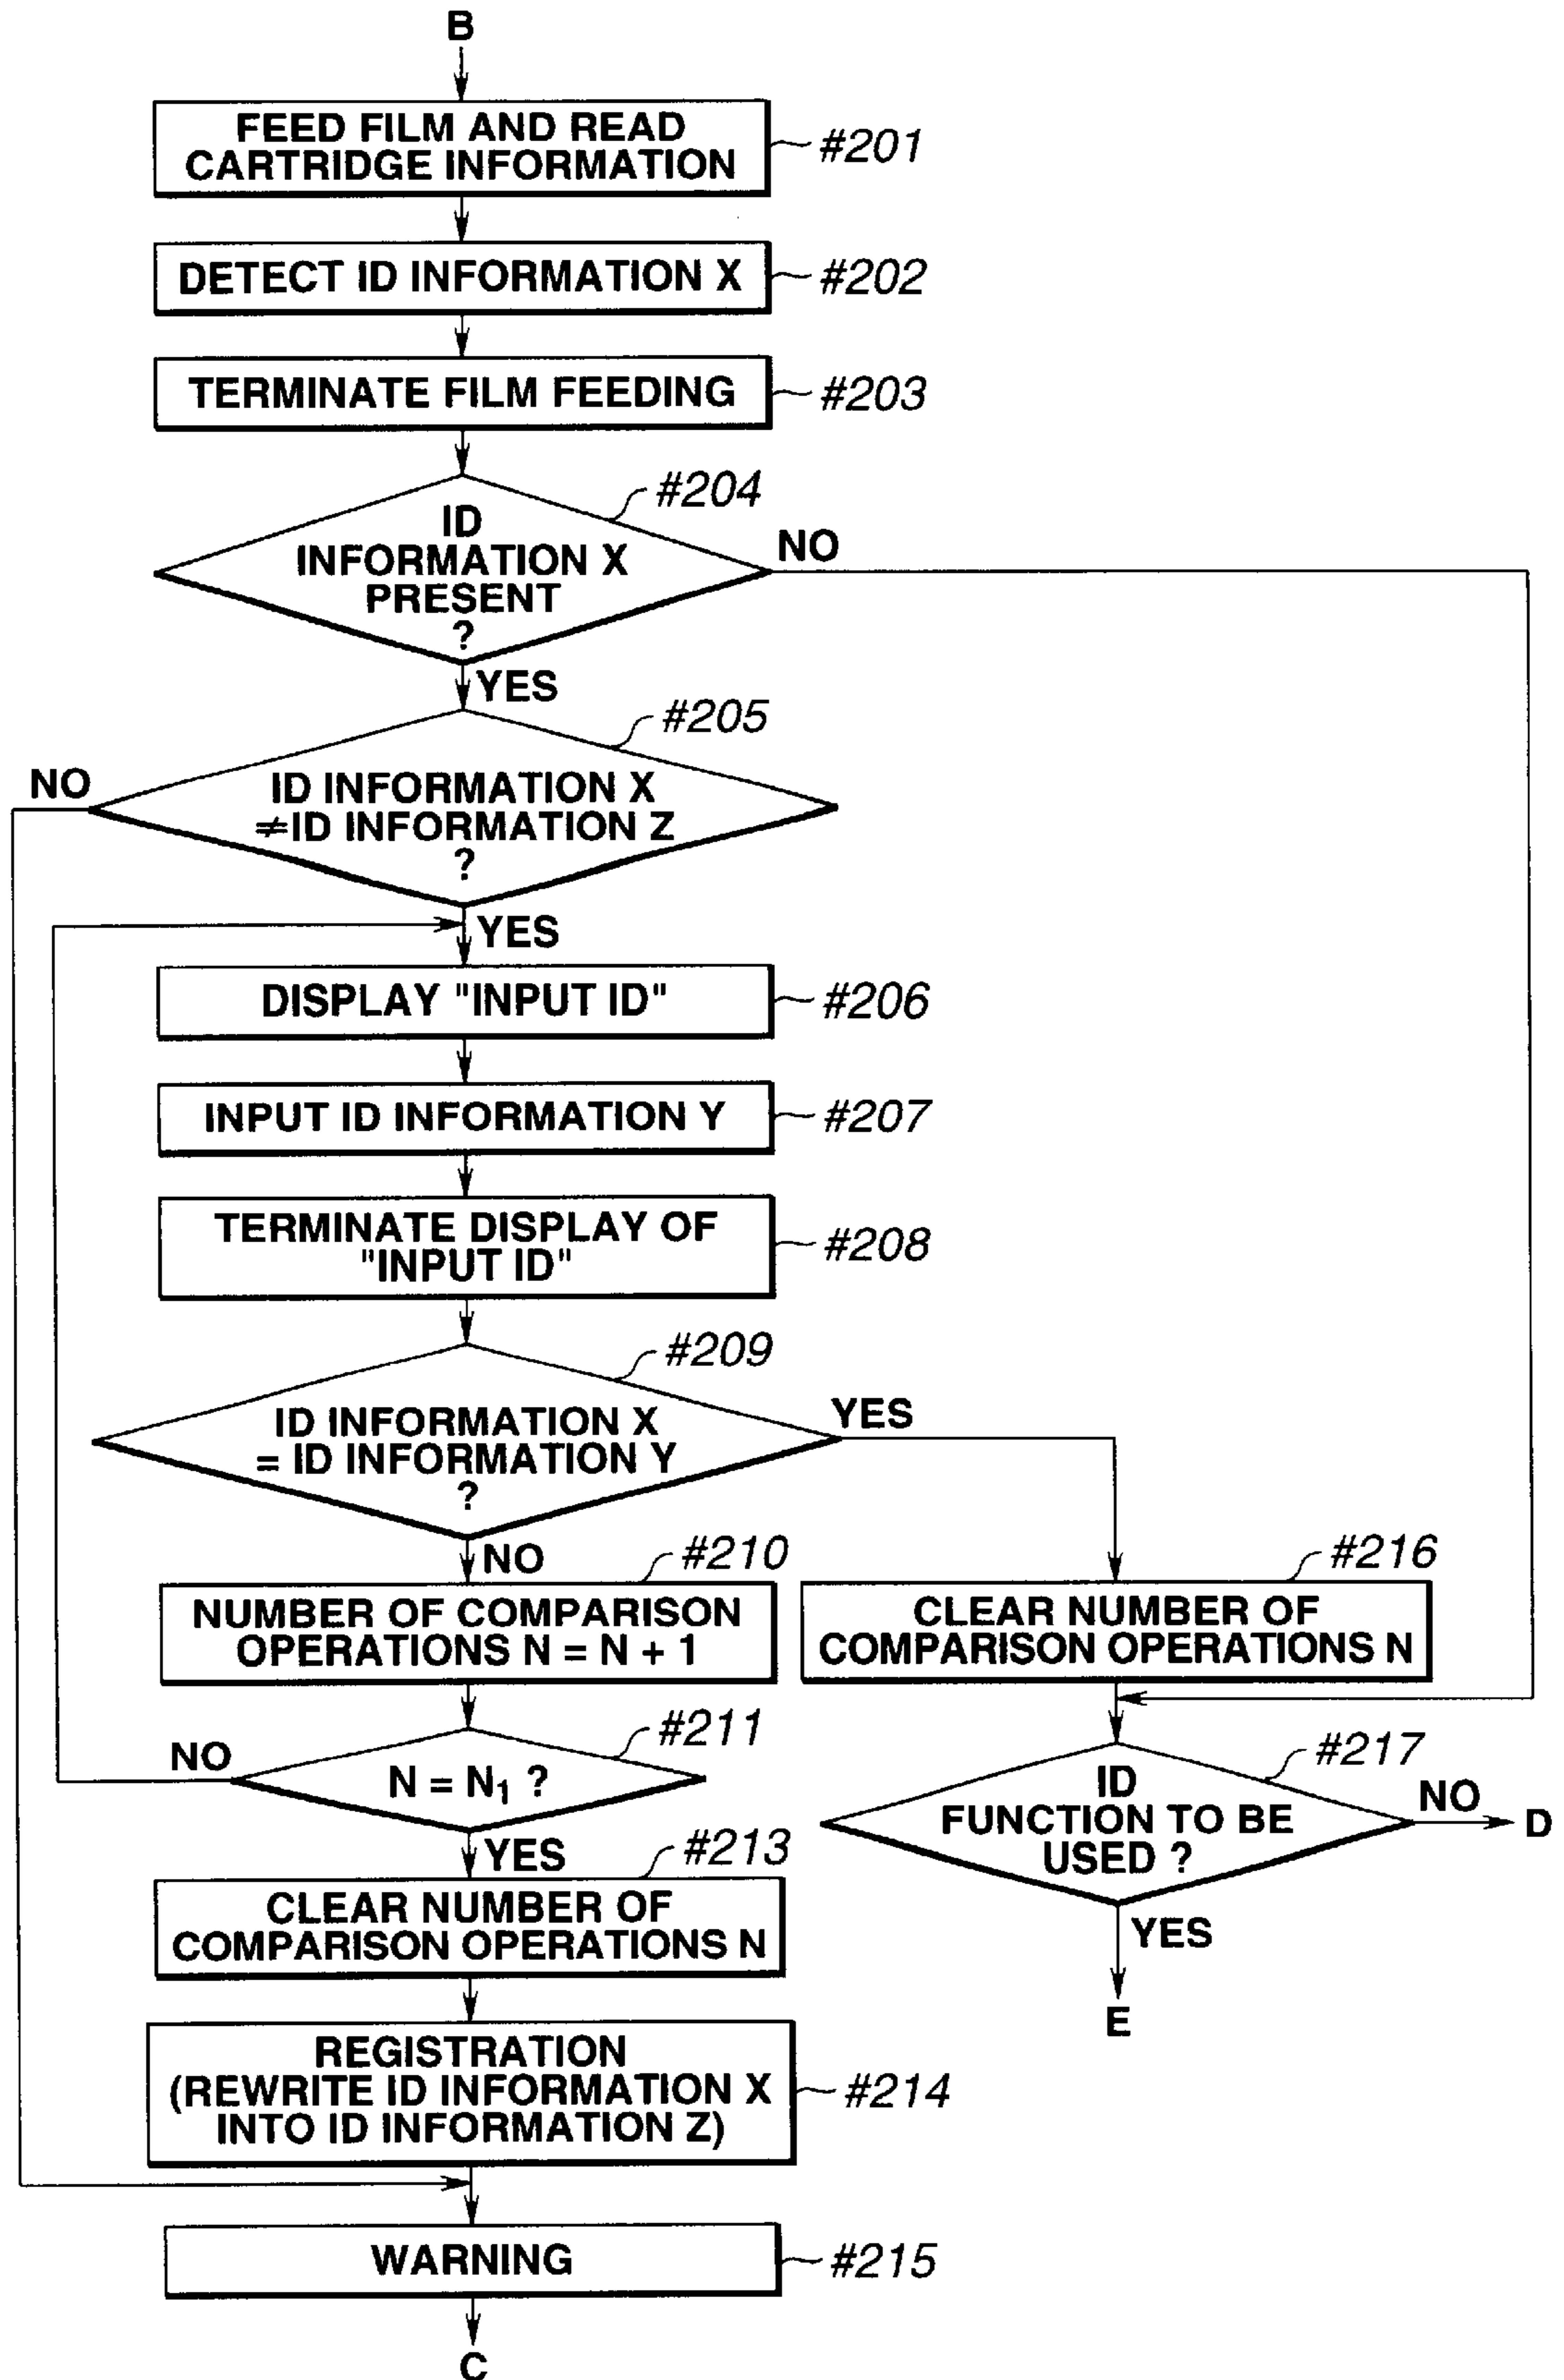 B
FEED FILM AND READ
CARTRIDGE INFORMATION
#201
DETECT ID INFORMATION X
#202
TERMINATE FILM FEEDING
#203
#204
ID
INFORMATION X
PRESENT
?
NO
YES
#205
NO
ID INFORMATION X
≠ID INFORMATION Z
?
YES
DISPLAY "INPUT ID"
#206
INPUT ID INFORMATION Y
#207
TERMINATE DISPLAY OF
"INPUT ID"
#208
#209
ID INFORMATION X
= ID INFORMATION Y
?
YES
NO
#210
NUMBER OF COMPARISON
OPERATIONS N = N + 1
#216
CLEAR NUMBER OF
COMPARISON OPERATIONS N
#211
NO
N = N₁ ?
YES
#217
ID
FUNCTION TO BE
USED ?
NO
D
YES
E
#213
CLEAR NUMBER OF
COMPARISON OPERATIONS N
REGISTRATION
(REWRITE ID INFORMATION X
INTO ID INFORMATION Z)
#214
WARNING
#215
C